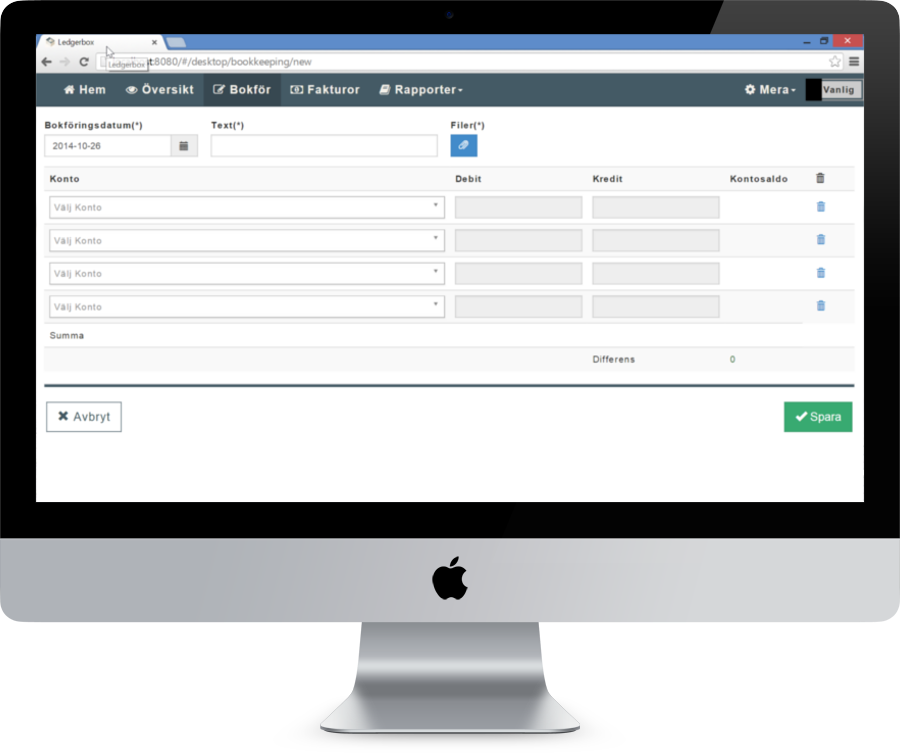 Ledgerbox
t:8080/#/desktop/bookkeeping/new
Ledgerbox
Hem Översikt Bokför Fakturor Rapporter Mera Vanlig
Bokföringsdatum(*) Text(*) Filer(*)
2014-10-26
Konto Debit Kredit Kontosaldo
Välj Konto
Välj Konto
Välj Konto
Välj Konto
Summa
Differens 0
Avbryt Spara